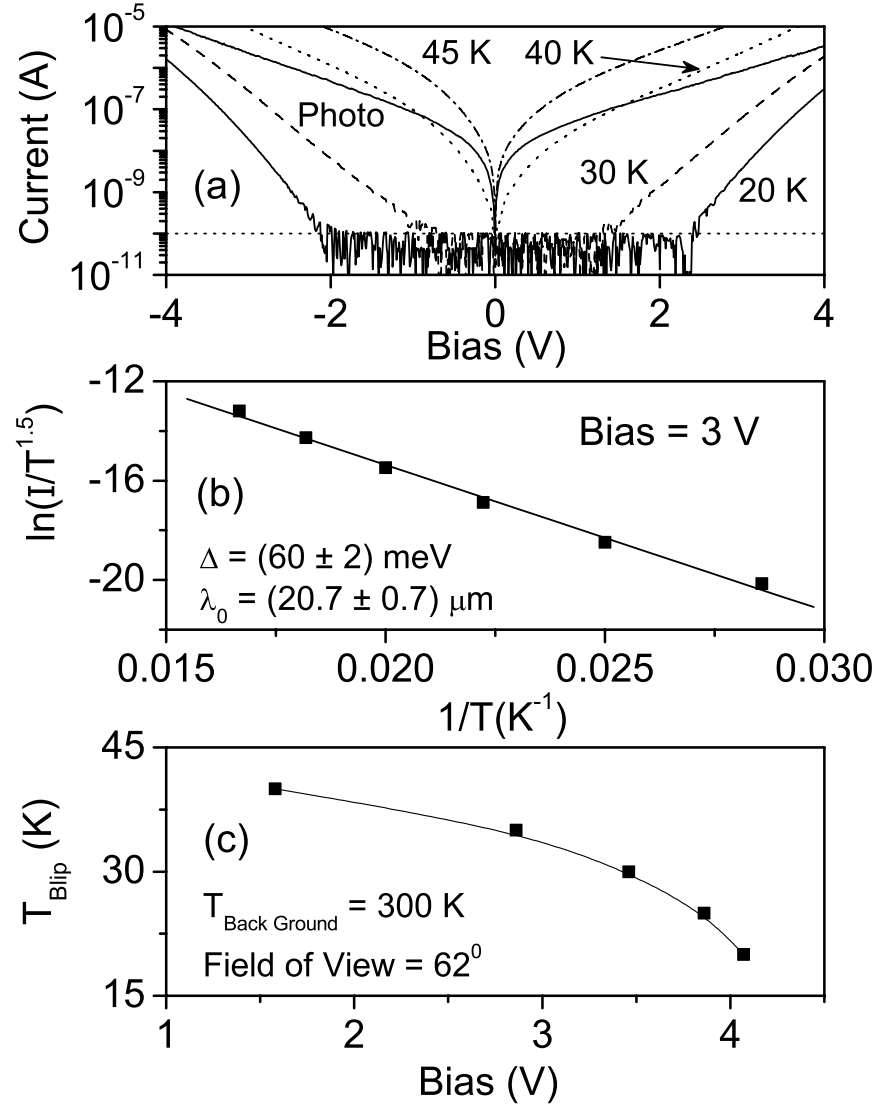 10⁻⁵
10⁻⁷
10⁻⁹
10⁻¹¹
Current (A)
45 K
40 K
Photo
(a)
30 K
20 K
-4
-2
0
2
4
Bias (V)
-12
-16
-20
ln(I/T¹·⁵)
Bias = 3 V
(b)
Δ = (60 ± 2) meV
λ₀ = (20.7 ± 0.7) μm
0.015
0.020
0.025
0.030
1/T(K⁻¹)
45
30
15
T_Blip (K)
(c)
T_Back Ground = 300 K
Field of View = 62⁰
1
2
3
4
Bias (V)